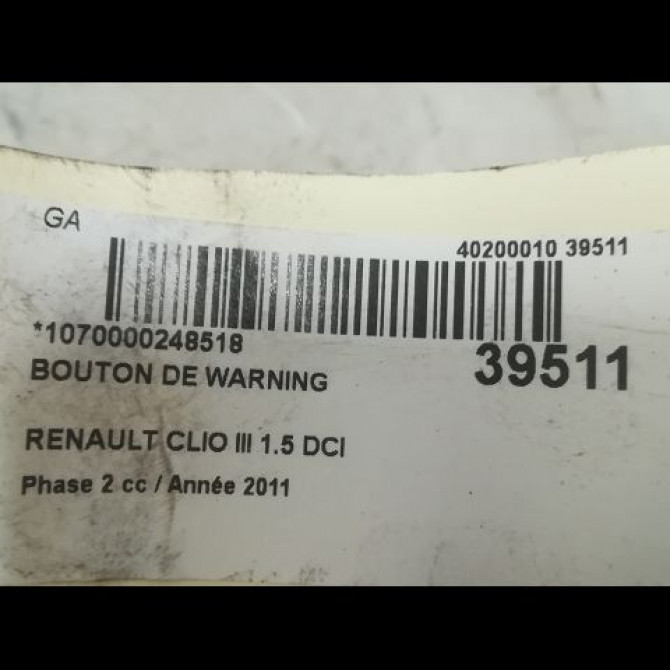 GA
40200010 39511
*1070000248518
39511
BOUTON DE WARNING
RENAULT CLIO III 1.5 DCI
Phase 2 cc / Année 2011